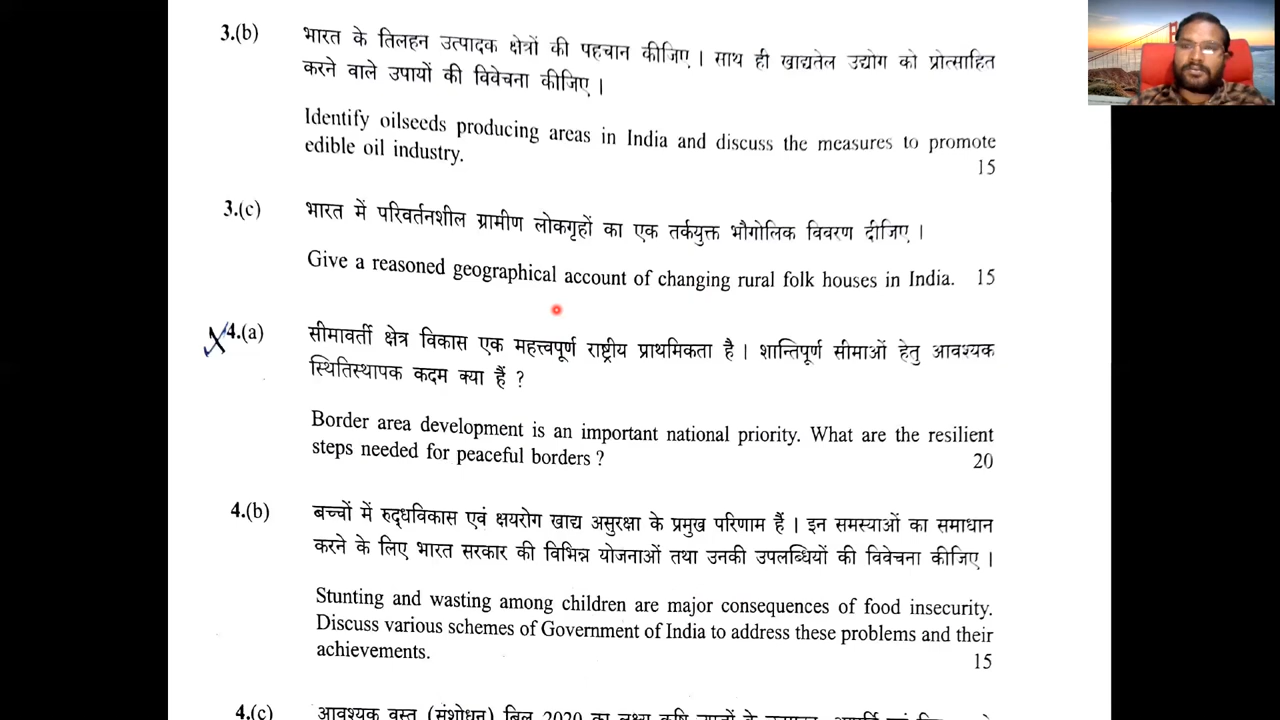 3.(b) भारत के तिलहन उत्पादक क्षेत्रों की पहचान कीजिए। साथ ही खाद्यतेल उद्योग को प्रोत्साहित
करने वाले उपायों की विवेचना कीजिए।
Identify oilseeds producing areas in India and discuss the measures to promote
edible oil industry. 15
3.(c) भारत में परिवर्तनशील ग्रामीण लोकगृहों का एक तर्कयुक्त भौगोलिक विवरण दीजिए।
Give a reasoned geographical account of changing rural folk houses in India. 15
4.(a) सीमावर्ती क्षेत्र विकास एक महत्त्वपूर्ण राष्ट्रीय प्राथमिकता है। शान्तिपूर्ण सीमाओं हेतु आवश्यक
स्थितिस्थापक कदम क्या हैं ?
Border area development is an important national priority. What are the resilient
steps needed for peaceful borders ? 20
4.(b) बच्चों में रुद्धविकास एवं क्षयरोग खाद्य असुरक्षा के प्रमुख परिणाम हैं। इन समस्याओं का समाधान
करने के लिए भारत सरकार की विभिन्न योजनाओं तथा उनकी उपलब्धियों की विवेचना कीजिए।
Stunting and wasting among children are major consequences of food insecurity.
Discuss various schemes of Government of India to address these problems and their
achievements. 15
4.(c) आवश्यक वस्तु (संशोधन) बिल 2020 का लक्ष्य कृषि